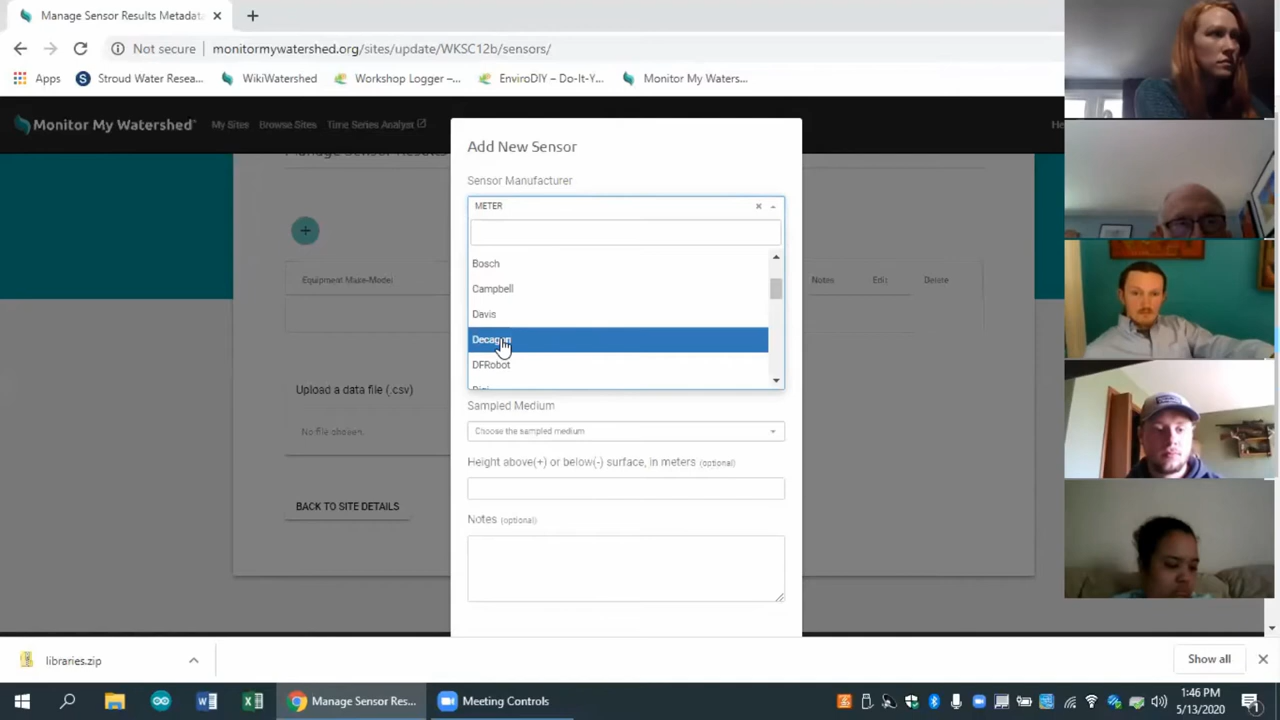 Manage Sensor Results Metadata
Not secure
monitormywatershed.org/sites/update/WKSC12b/sensors/
Apps
Stroud Water Resea...
WikiWatershed
Workshop Logger –...
EnviroDIY – Do-It-Y...
Monitor My Waters...
Monitor My Watershed
My Sites
Browse Sites
Time Series Analyst
He
Manage Sensor Results
Equipment Make-Model
Notes
Edit
Delete
Upload a data file (.csv)
No file chosen.
BACK TO SITE DETAILS
Add New Sensor
Sensor Manufacturer
METER
Bosch
Campbell
Davis
Decagon
DFRobot
Sampled Medium
Choose the sampled medium
Height above(+) or below(-) surface, in meters (optional)
Notes (optional)
libraries.zip
Show all
Manage Sensor Res...
Meeting Controls
1:46 PM
5/13/2020